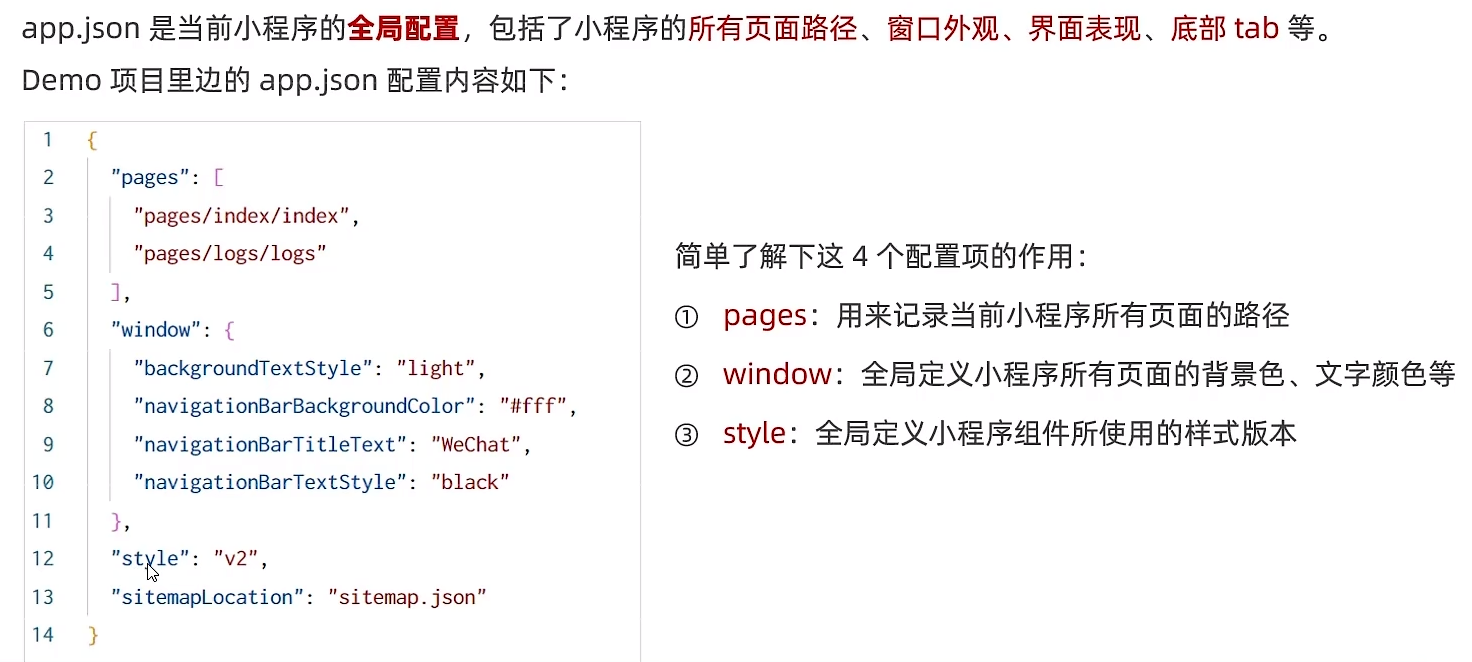 app.json 是当前小程序的全局配置，包括了小程序的所有页面路径、窗口外观、界面表现、底部 tab 等。
Demo 项目里边的 app.json 配置内容如下：
1 {
2 "pages": [
3 "pages/index/index",
4 "pages/logs/logs"
5 ],
6 "window": {
7 "backgroundTextStyle": "light",
8 "navigationBarBackgroundColor": "#fff",
9 "navigationBarTitleText": "WeChat",
10 "navigationBarTextStyle": "black"
11 },
12 "style": "v2",
13 "sitemapLocation": "sitemap.json"
14 }
简单了解下这 4 个配置项的作用：
① pages：用来记录当前小程序所有页面的路径
② window：全局定义小程序所有页面的背景色、文字颜色等
③ style：全局定义小程序组件所使用的样式版本